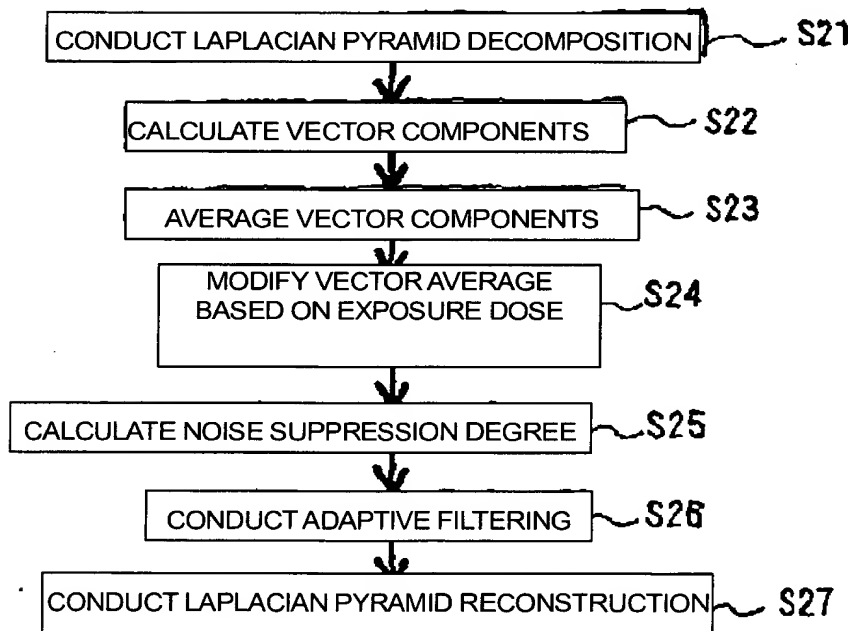 CONDUCT LAPLACIAN PYRAMID DECOMPOSITION S21
CALCULATE VECTOR COMPONENTS S22
AVERAGE VECTOR COMPONENTS S23
MODIFY VECTOR AVERAGE
BASED ON EXPOSURE DOSE S24
CALCULATE NOISE SUPPRESSION DEGREE S25
CONDUCT ADAPTIVE FILTERING S26
CONDUCT LAPLACIAN PYRAMID RECONSTRUCTION S27